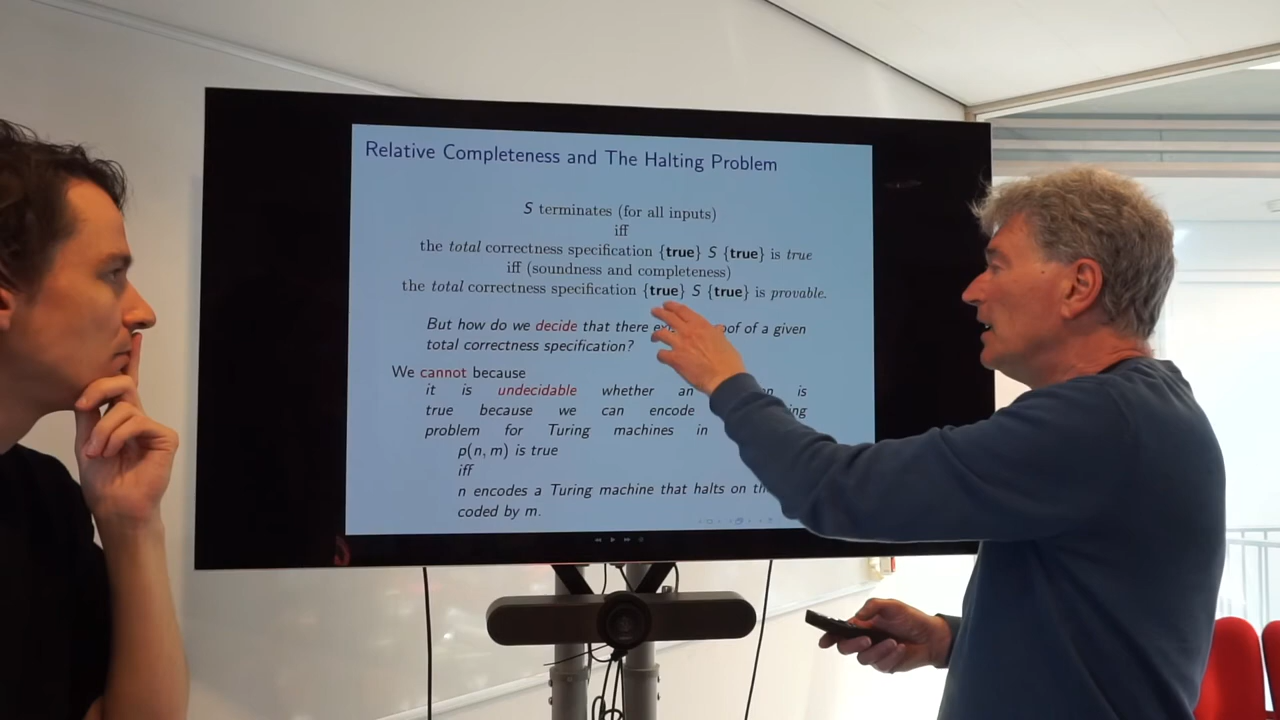 Relative Completeness and The Halting Problem
S terminates (for all inputs)
iff
the total correctness specification {true} S {true} is true
iff (soundness and completeness)
the total correctness specification {true} S {true} is provable.
But how do we decide that there of a given
total correctness specification?
We cannot because
it is undecidable whether an is
true because we can encode
problem for Turing machines in
p(n, m) is true
iff
n encodes a Turing machine that halts on
coded by m.